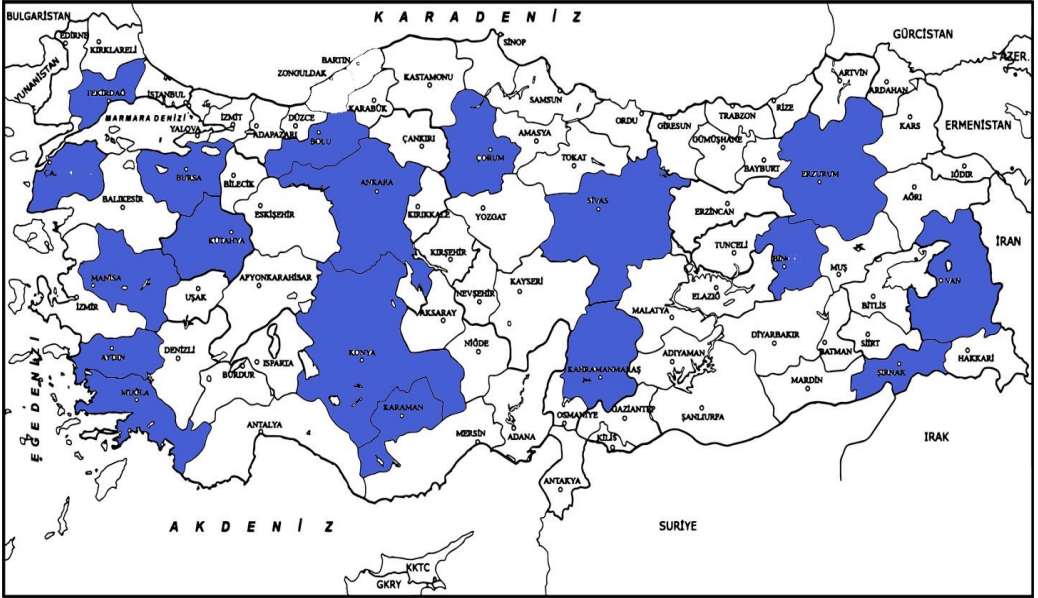 K A R A D E N İ Z
BULGARİSTAN
GÜRCİSTAN
EDİRNE
SİNOP
KIRKLARELİ
AZER.
BARTIN
ZONGULDAK
ARTVİN
KASTAMONU
YUNANİSTAN
ARDAHAN
TEKİRDAĞ
İSTANBUL
SAMSUN
KARABÜK
RİZE
TRABZON
MARMARA DENİZİ
İZMİT
DÜZCE
ORDU
GİRESUN
KARS
ERMENİSTAN
YALOVA
ADAPAZARI
BOLU
ÇANKIRI
AMASYA
GÜMÜŞHANE
ÇORUM
TOKAT
BAYBURT
ÇA
BURSA
BİLECİK
ANKARA
ERZURUM
IĞDIR
BALIKESİR
SİVAS
AĞRI
ESKİŞEHİR
KIRIKKALE
YOZGAT
ERZİNCAN
KÜTAHYA
KIRŞEHİR
TUNCELİ
İRAN
BİN
MANİSA
AFYONKARAHİSAR
MUŞ
UŞAK
NEVŞEHİR
KAYSERİ
ELAZIĞ
VAN
İZMİR
AKSARAY
MALATYA
BİTLİS
DİYARBAKIR
AYDIN
DENİZLİ
KONYA
NİĞDE
BATMAN
SİİRT
HAKKARİ
ISPARTA
ADIYAMAN
BURDUR
KAHRAMANMARAŞ
ŞIRNAK
MARDİN
MUĞLA
KARAMAN
OSMANİYE
GAZİANTEP
ŞANLIURFA
ANTALYA
MERSİN
ADANA
KİLİS
IRAK
E G E D E N İ Z İ
ANTAKYA
A K D E N İ Z
SURİYE
KKTC
GKRY